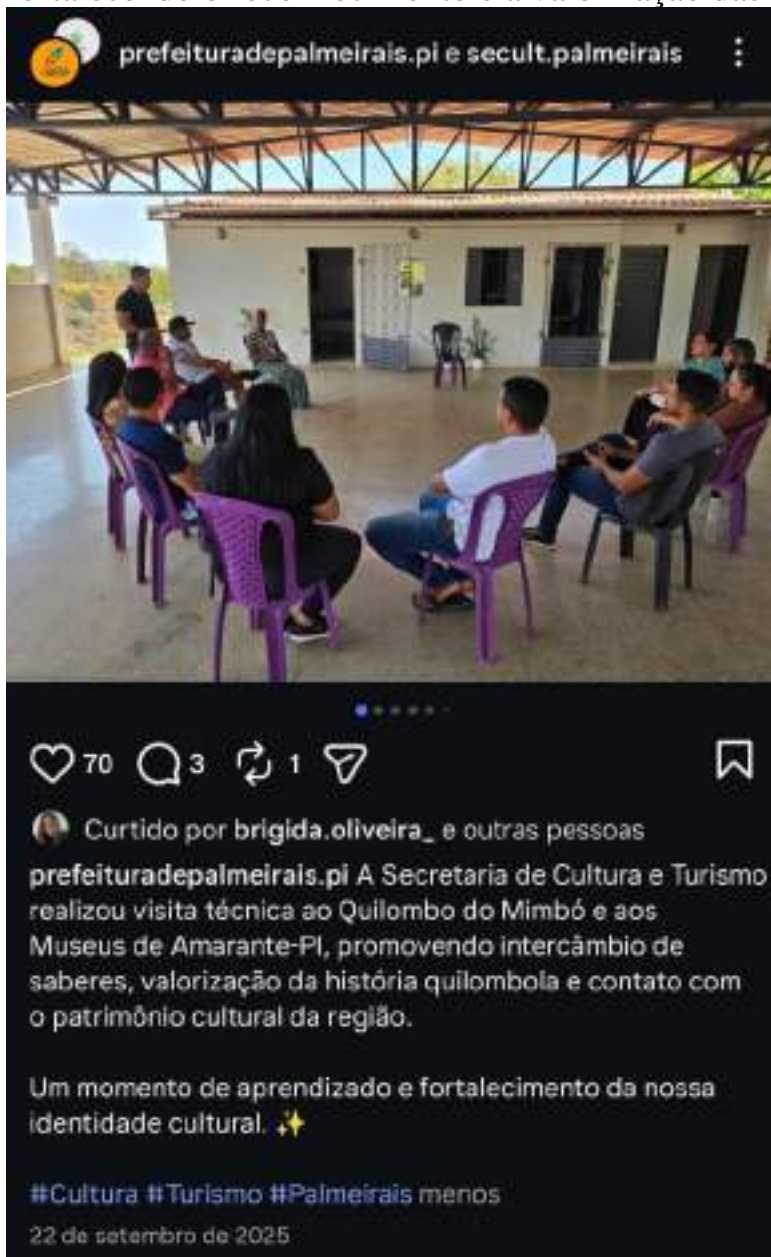 prefeituradepalmeirais.pi e secult.palmeirais
70 3 1
Curtido por brigida.oliveira_ e outras pessoas
prefeituradepalmeirais.pi A Secretaria de Cultura e Turismo
realizou visita técnica ao Quilombo do Mimbó e aos
Museus de Amarante-PI, promovendo intercâmbio de
saberes, valorização da história quilombola e contato com
o patrimônio cultural da região.
Um momento de aprendizado e fortalecimento da nossa
identidade cultural. ✨
#Cultura #Turismo #Palmeirais menos
22 de setembro de 2025